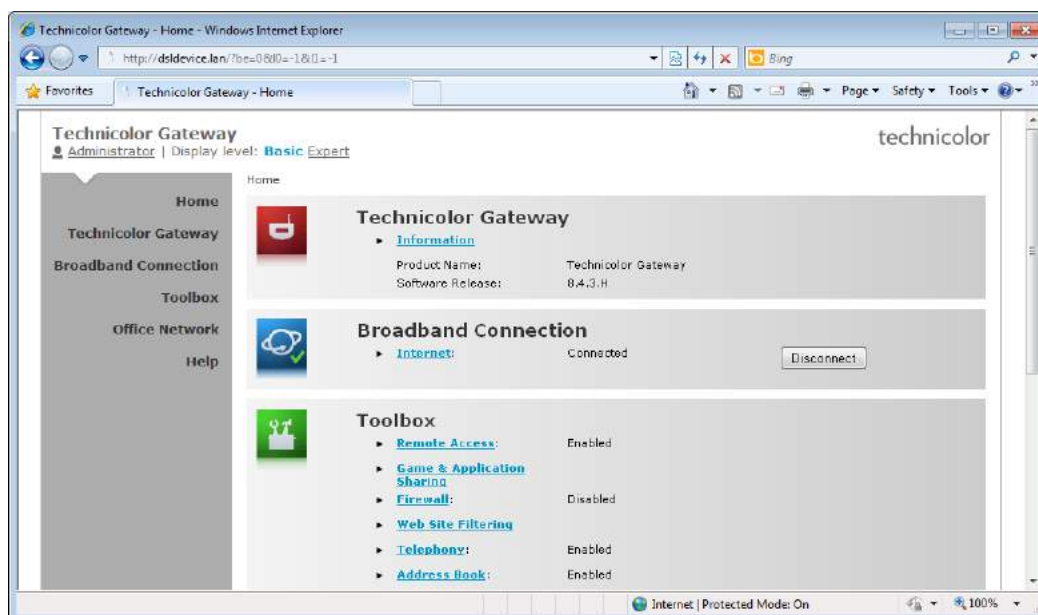 Technicolor Gateway - Home - Windows Internet Explorer
http://dsldevice.lan/?be=0&l0=-1&l1=-1
Bing
Favorites
Technicolor Gateway - Home
Page
Safety
Tools
Technicolor Gateway
technicolor
Administrator | Display level: Basic Expert
Home
Home
Technicolor Gateway
Broadband Connection
Toolbox
Office Network
Help
Technicolor Gateway
Information
Product Name: Technicolor Gateway
Software Release: 8.4.3.H
Broadband Connection
Internet: Connected
Disconnect
Toolbox
Remote Access: Enabled
Game & Application
Sharing
Firewall: Disabled
Web Site Filtering
Telephony: Enabled
Address Book: Enabled
Internet | Protected Mode: On
100%